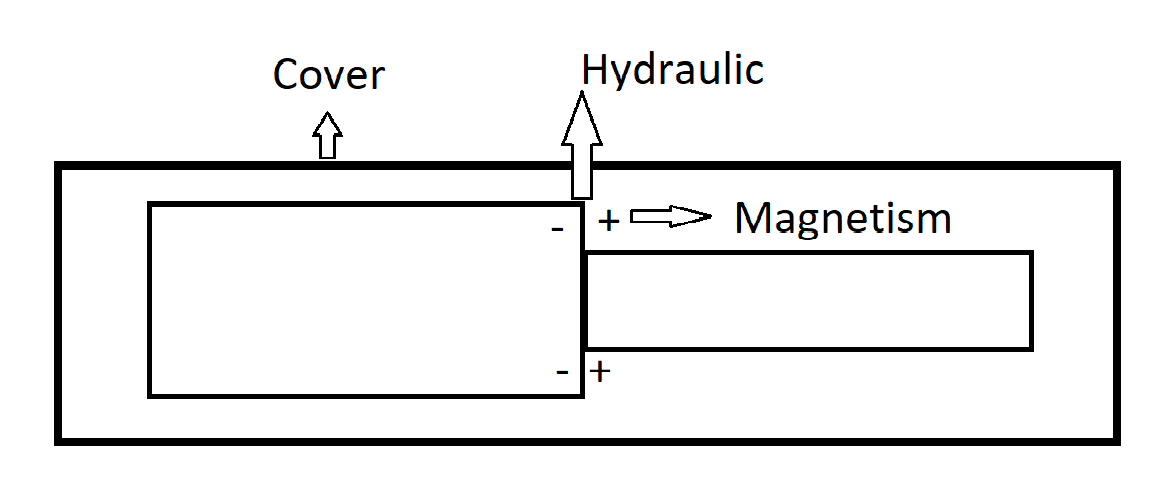 Cover
Hydraulic
- + Magnetism
- +